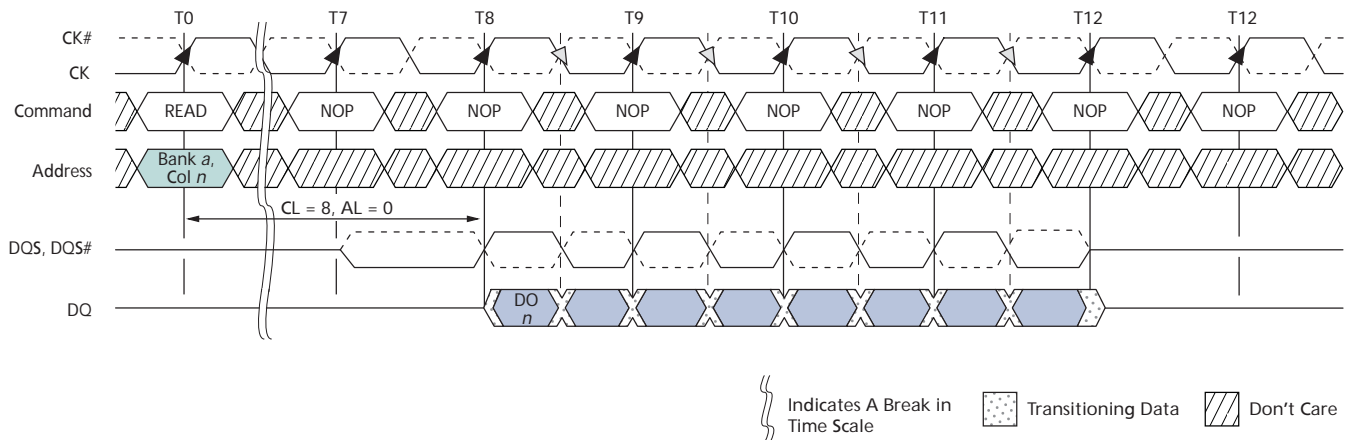 T0 T7 T8 T9 T10 T11 T12 T12
CK#
CK
Command READ NOP NOP NOP NOP NOP NOP NOP
Address Bank a,
Col n
CL = 8, AL = 0
DQS, DQS#
DQ DO
n
Indicates A Break in
Time Scale
Transitioning Data
Don't Care